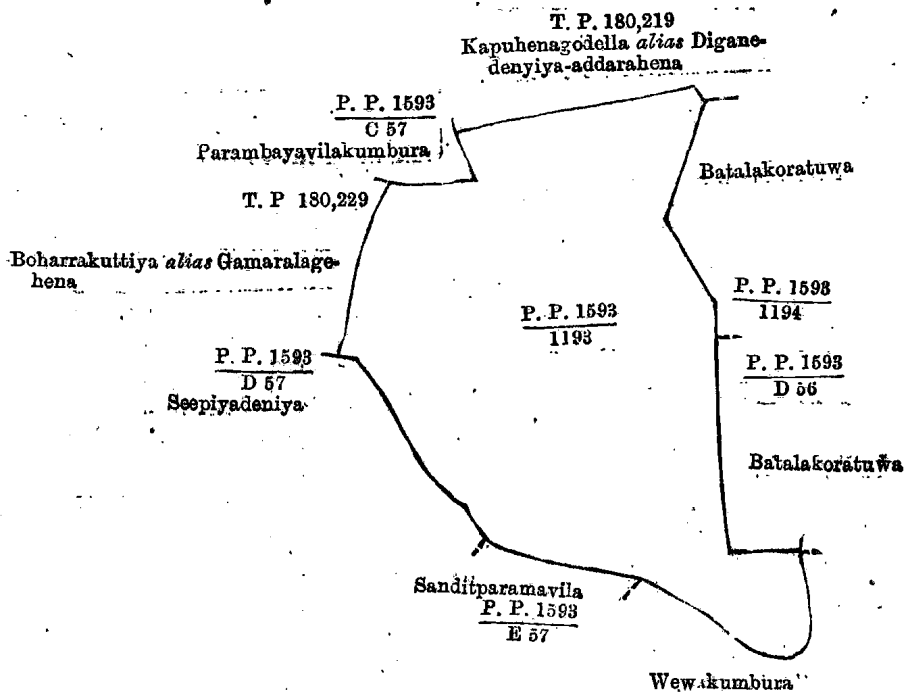 T. P. 180,219
Kapuhenagodella alias Digane-
denyiya-addarahena
P. P. 1593
C 57
Parambayavilakumbura
Batalakoratuwa
T. P 180,229
Boharrakuttiya alias Gamaralage-
hena
P. P. 1593
1194
P. P. 1593
1193
P. P. 1593
D 57
Seepiyadeniya
P. P. 1593
D 56
Batalakoratuwa
Sanditparamavila
P. P. 1593
E 57
Wewakumbura